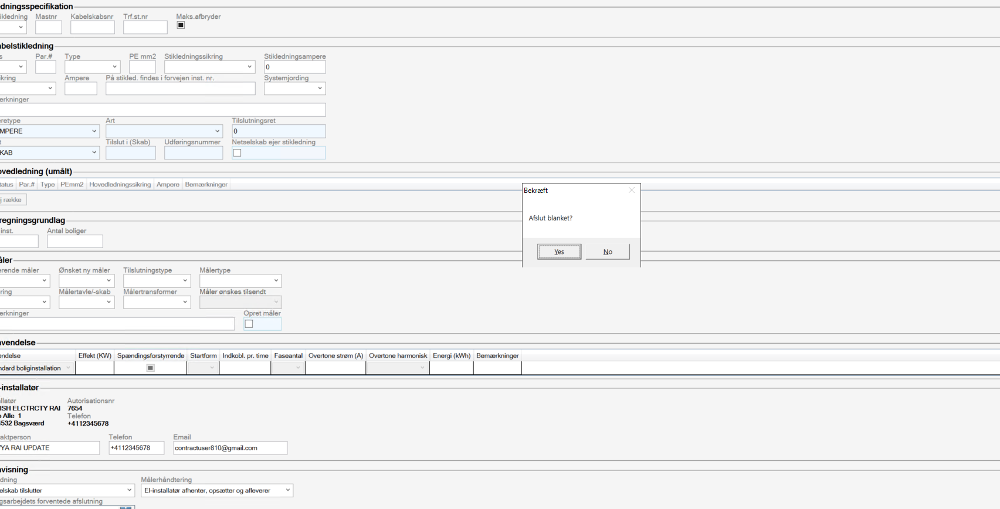 edningsspecifikation
ikledning Mastnr Kabelskabsnr Trf.st.nr Maks.afbryder
abelstikledning
s Par.# Type PE mm2 Stikledningssikring Stikledningsampere
0
ikring Ampere På stikled. findes i forvejen inst. nr. Systemjording
erkninger
eretype Art Tilslutningsret
MPERE 0
t Tilslut i (Skab) Udføringsnummer Netselskab ejer stikledning
KAB
ovedledning (umålt)
tatus Par.# Type PEmm2 Hovedledningssikring Ampere Bemærkninger
j række
Bekræft
Afslut blanket?
Yes No
regningsgrundlag
inst. Antal boliger
åler
erende måler Ønsket ny måler Tilslutningstype Målertype
ring Målertavle/-skab Målertransformer Måler ønskes tilsendt
erkninger Opret måler
nvendelse
endelse Effekt (KW) Spændingsforstyrrende Startform Indkobl. pr. time Faseantal Overtone strøm (A) Overtone harmonisk Energi (kWh) Bemærkninger
ndard boliginstallation
-installatør
allatør Autorisationsnr
ISH ELCTRCTY RAI 7654
o Alle 1 Telefon
4532 Bagsværd +4112345678
aktperson Telefon Email
YA RAI UPDATE +4112345678 contractuser810@gmail.com
nvisning
dning Målerhåndtering
elskab tilslutter El-installatør afhenter, opsætter og afleverer
gsarbejdets forventede afslutning